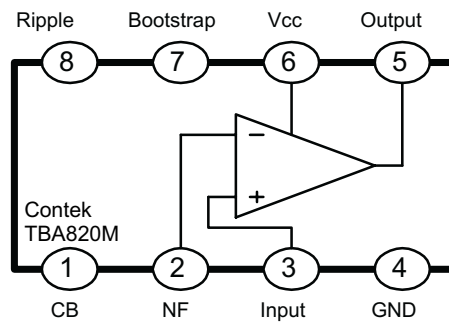 Ripple Bootstrap Vcc Output
8 7 6 5
−
+
Contek
TBA820M
1 2 3 4
CB NF Input GND